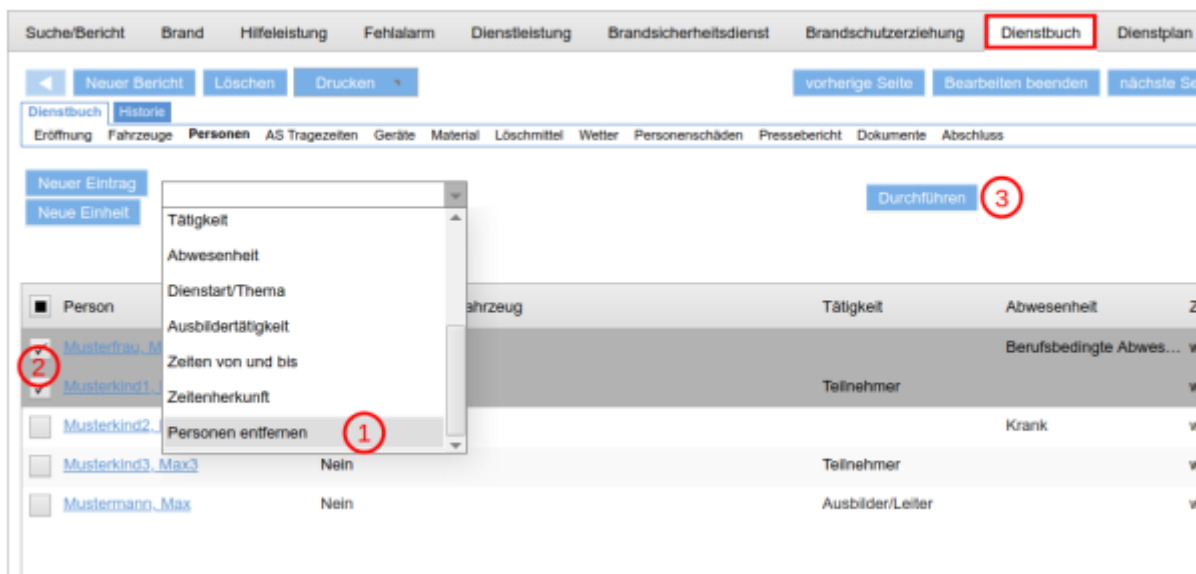 Suche/Bericht Brand Hilfeleistung Fehlalarm Dienstleistung Brandsicherheitsdienst Brandschutzerziehung Dienstbuch Dienstplan
Neuer Bericht Löschen Drucken vorherige Seite Bearbeiten beenden nächste Se
Dienstbuch Historie
Eröffnung Fahrzeuge Personen AS Tragezeiten Geräte Material Löschmittel Wetter Personenschäden Pressebericht Dokumente Abschluss
Neuer Eintrag
Durchführen 3
Neue Einheit
Tätigkeit
Abwesenheit
Dienstart/Thema
Person ahrzeug Tätigkeit Abwesenheit Z
Ausbildertätigkeit
Musterfrau, M Berufsbedingte Abwes... w
Zeiten von und bis
2
Musterkind1, Teilnehmer w
Zeitenherkunft
Musterkind2, Krank w
Personen entfernen 1
Musterkind3, Max3 Nein Teilnehmer w
Mustermann, Max Nein Ausbilder/Leiter w